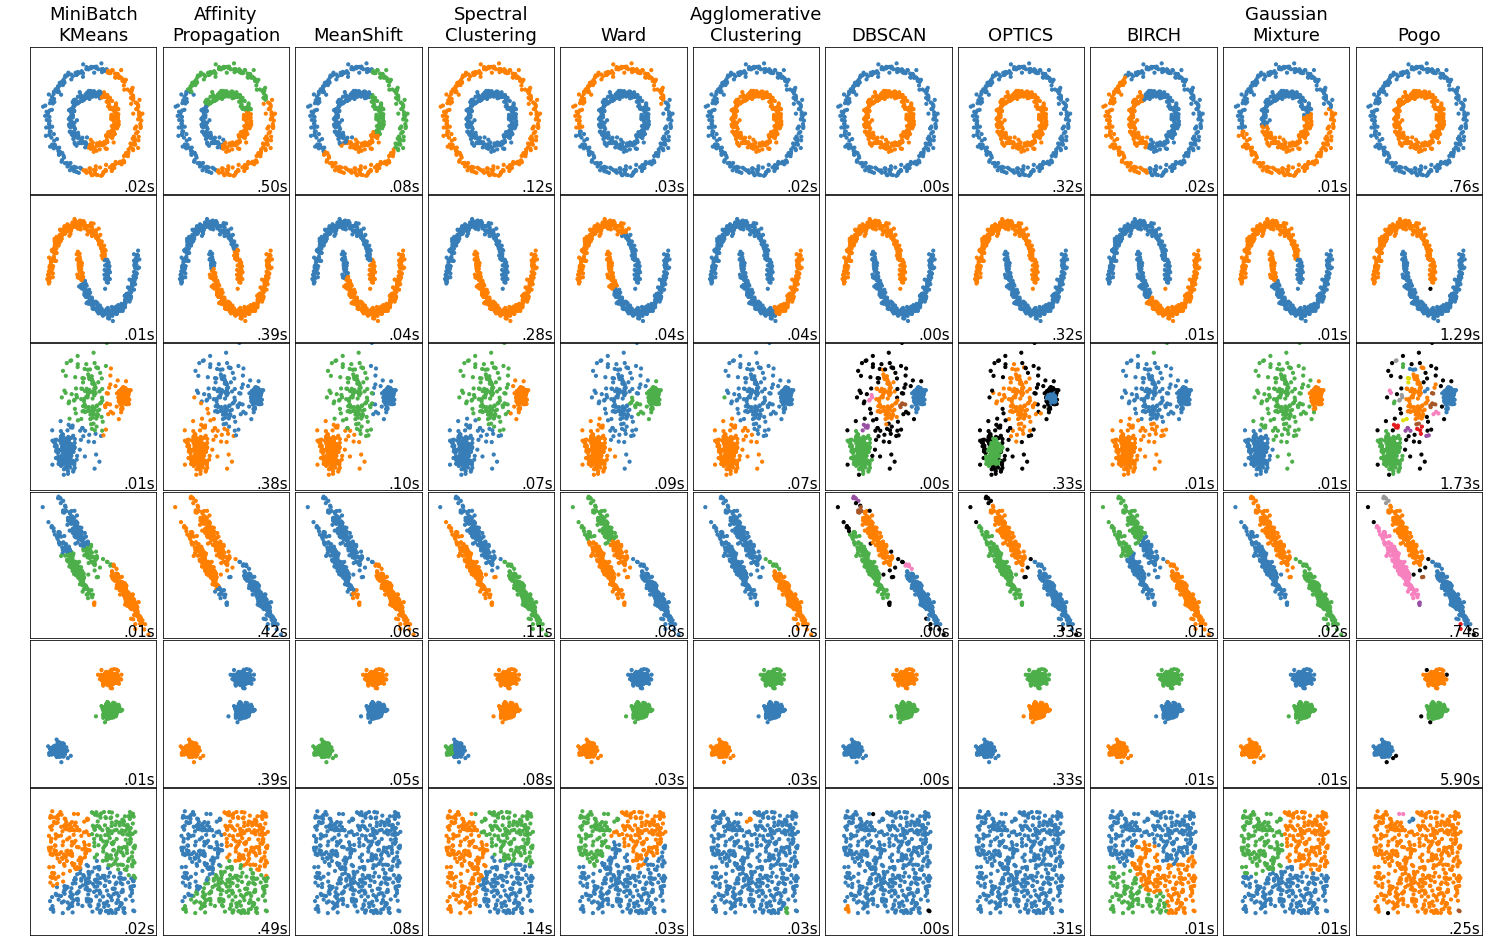 MiniBatch
KMeans
Affinity
Propagation
MeanShift
Spectral
Clustering
Ward
Agglomerative
Clustering
DBSCAN
OPTICS
BIRCH
Gaussian
Mixture
Pogo
.02s .50s .08s .12s .03s .02s .00s .32s .02s .01s .76s
.01s .39s .04s .28s .04s .04s .00s .32s .01s .01s 1.29s
.01s .38s .10s .07s .09s .07s .00s .33s .01s .01s 1.73s
.01s .42s .06s .11s .08s .07s .00s .33s .01s .02s .74s
.01s .39s .05s .08s .03s .03s .00s .33s .01s .01s 5.90s
.02s .49s .08s .14s .03s .03s .00s .31s .01s .01s .25s